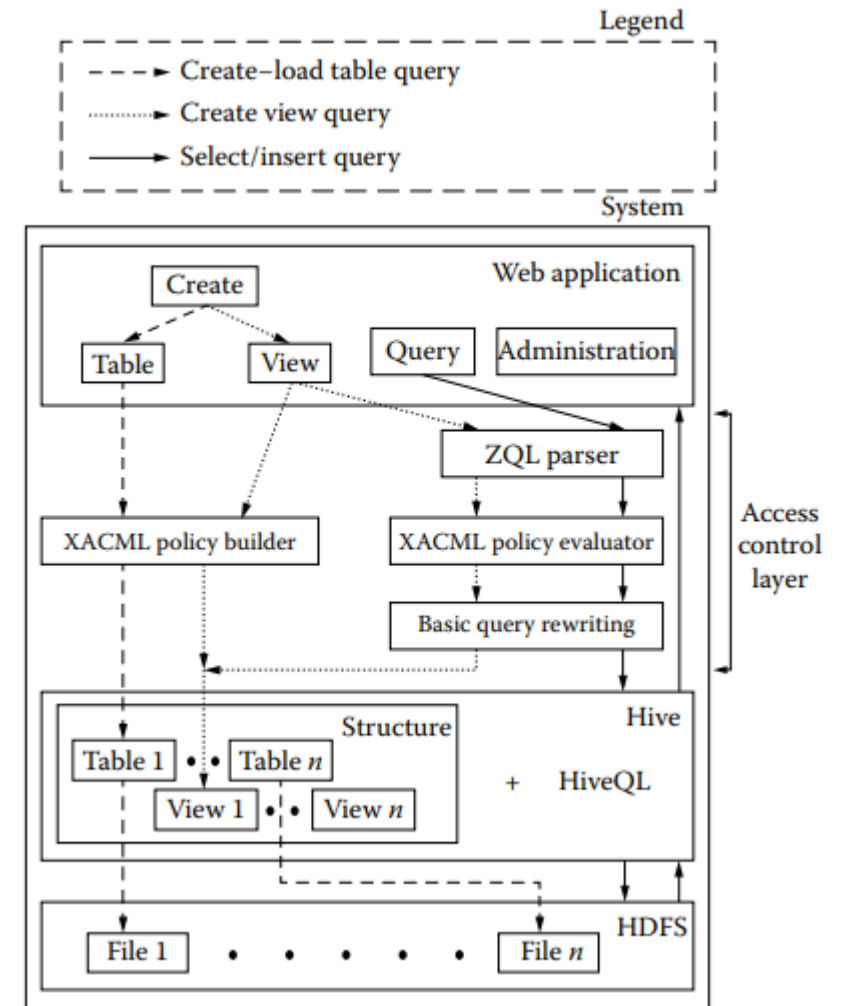 Legend
Create–load table query
Create view query
Select/insert query
System
Web application
Create
Table
View
Query
Administration
ZQL parser
XACML policy builder
XACML policy evaluator
Basic query rewriting
Access
control
layer
Hive
Structure
Table 1
Table n
View 1
View n
+ HiveQL
HDFS
File 1
File n